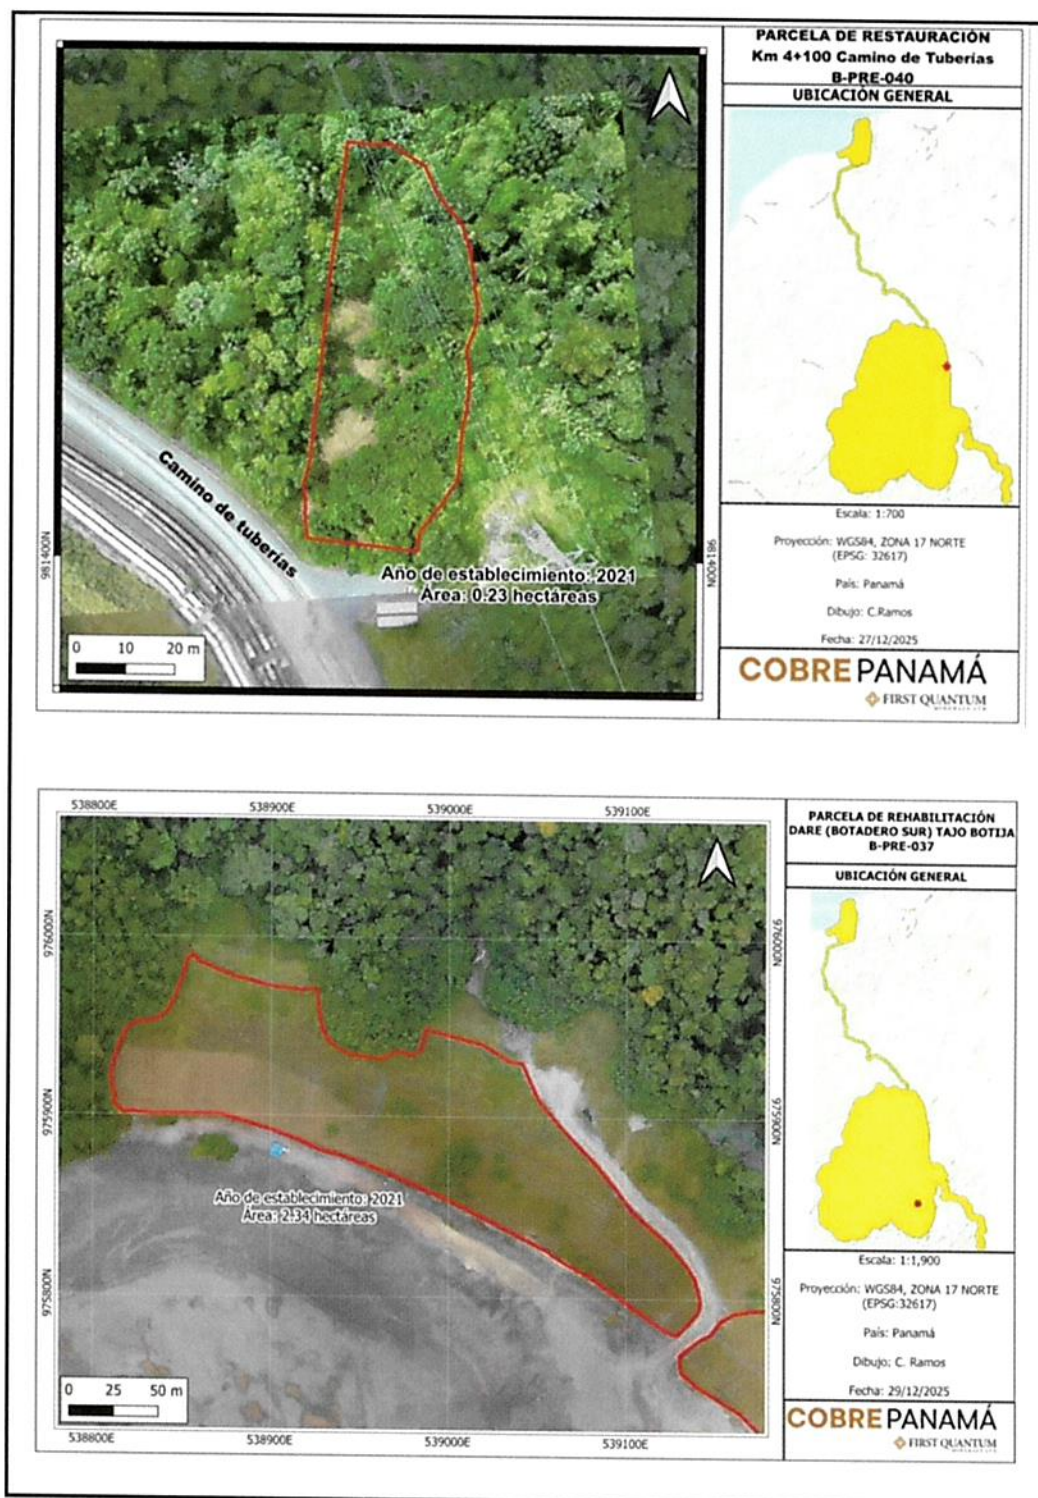 PARCELA DE RESTAURACIÓN
Km 4+100 Camino de Tuberías
B-PRE-040
UBICACIÓN GENERAL
Camino de tuberías
981400N
981400N
Año de establecimiento: 2021
Área: 0.23 hectáreas
0 10 20 m
Escala: 1:700
Proyección: WGS84, ZONA 17 NORTE
(EPSG: 32617)
País: Panamá
Dibujo: C.Ramos
Fecha: 27/12/2025
COBRE PANAMÁ
FIRST QUANTUM
MINERALS LTD
538800E 538900E 539000E 539100E
PARCELA DE REHABILITACIÓN
DARE (BOTADERO SUR) TAJO BOTIJA
B-PRE-037
UBICACIÓN GENERAL
976000N
976000N
975900N
975900N
Año de establecimiento: 2021
Área: 2.34 hectáreas
975800N
975800N
0 25 50 m
538800E 538900E 539000E 539100E
Escala: 1:1,900
Proyección: WGS84, ZONA 17 NORTE
(EPSG:32617)
País: Panamá
Dibujo: C. Ramos
Fecha: 29/12/2025
COBRE PANAMÁ
FIRST QUANTUM
MINERALS LTD